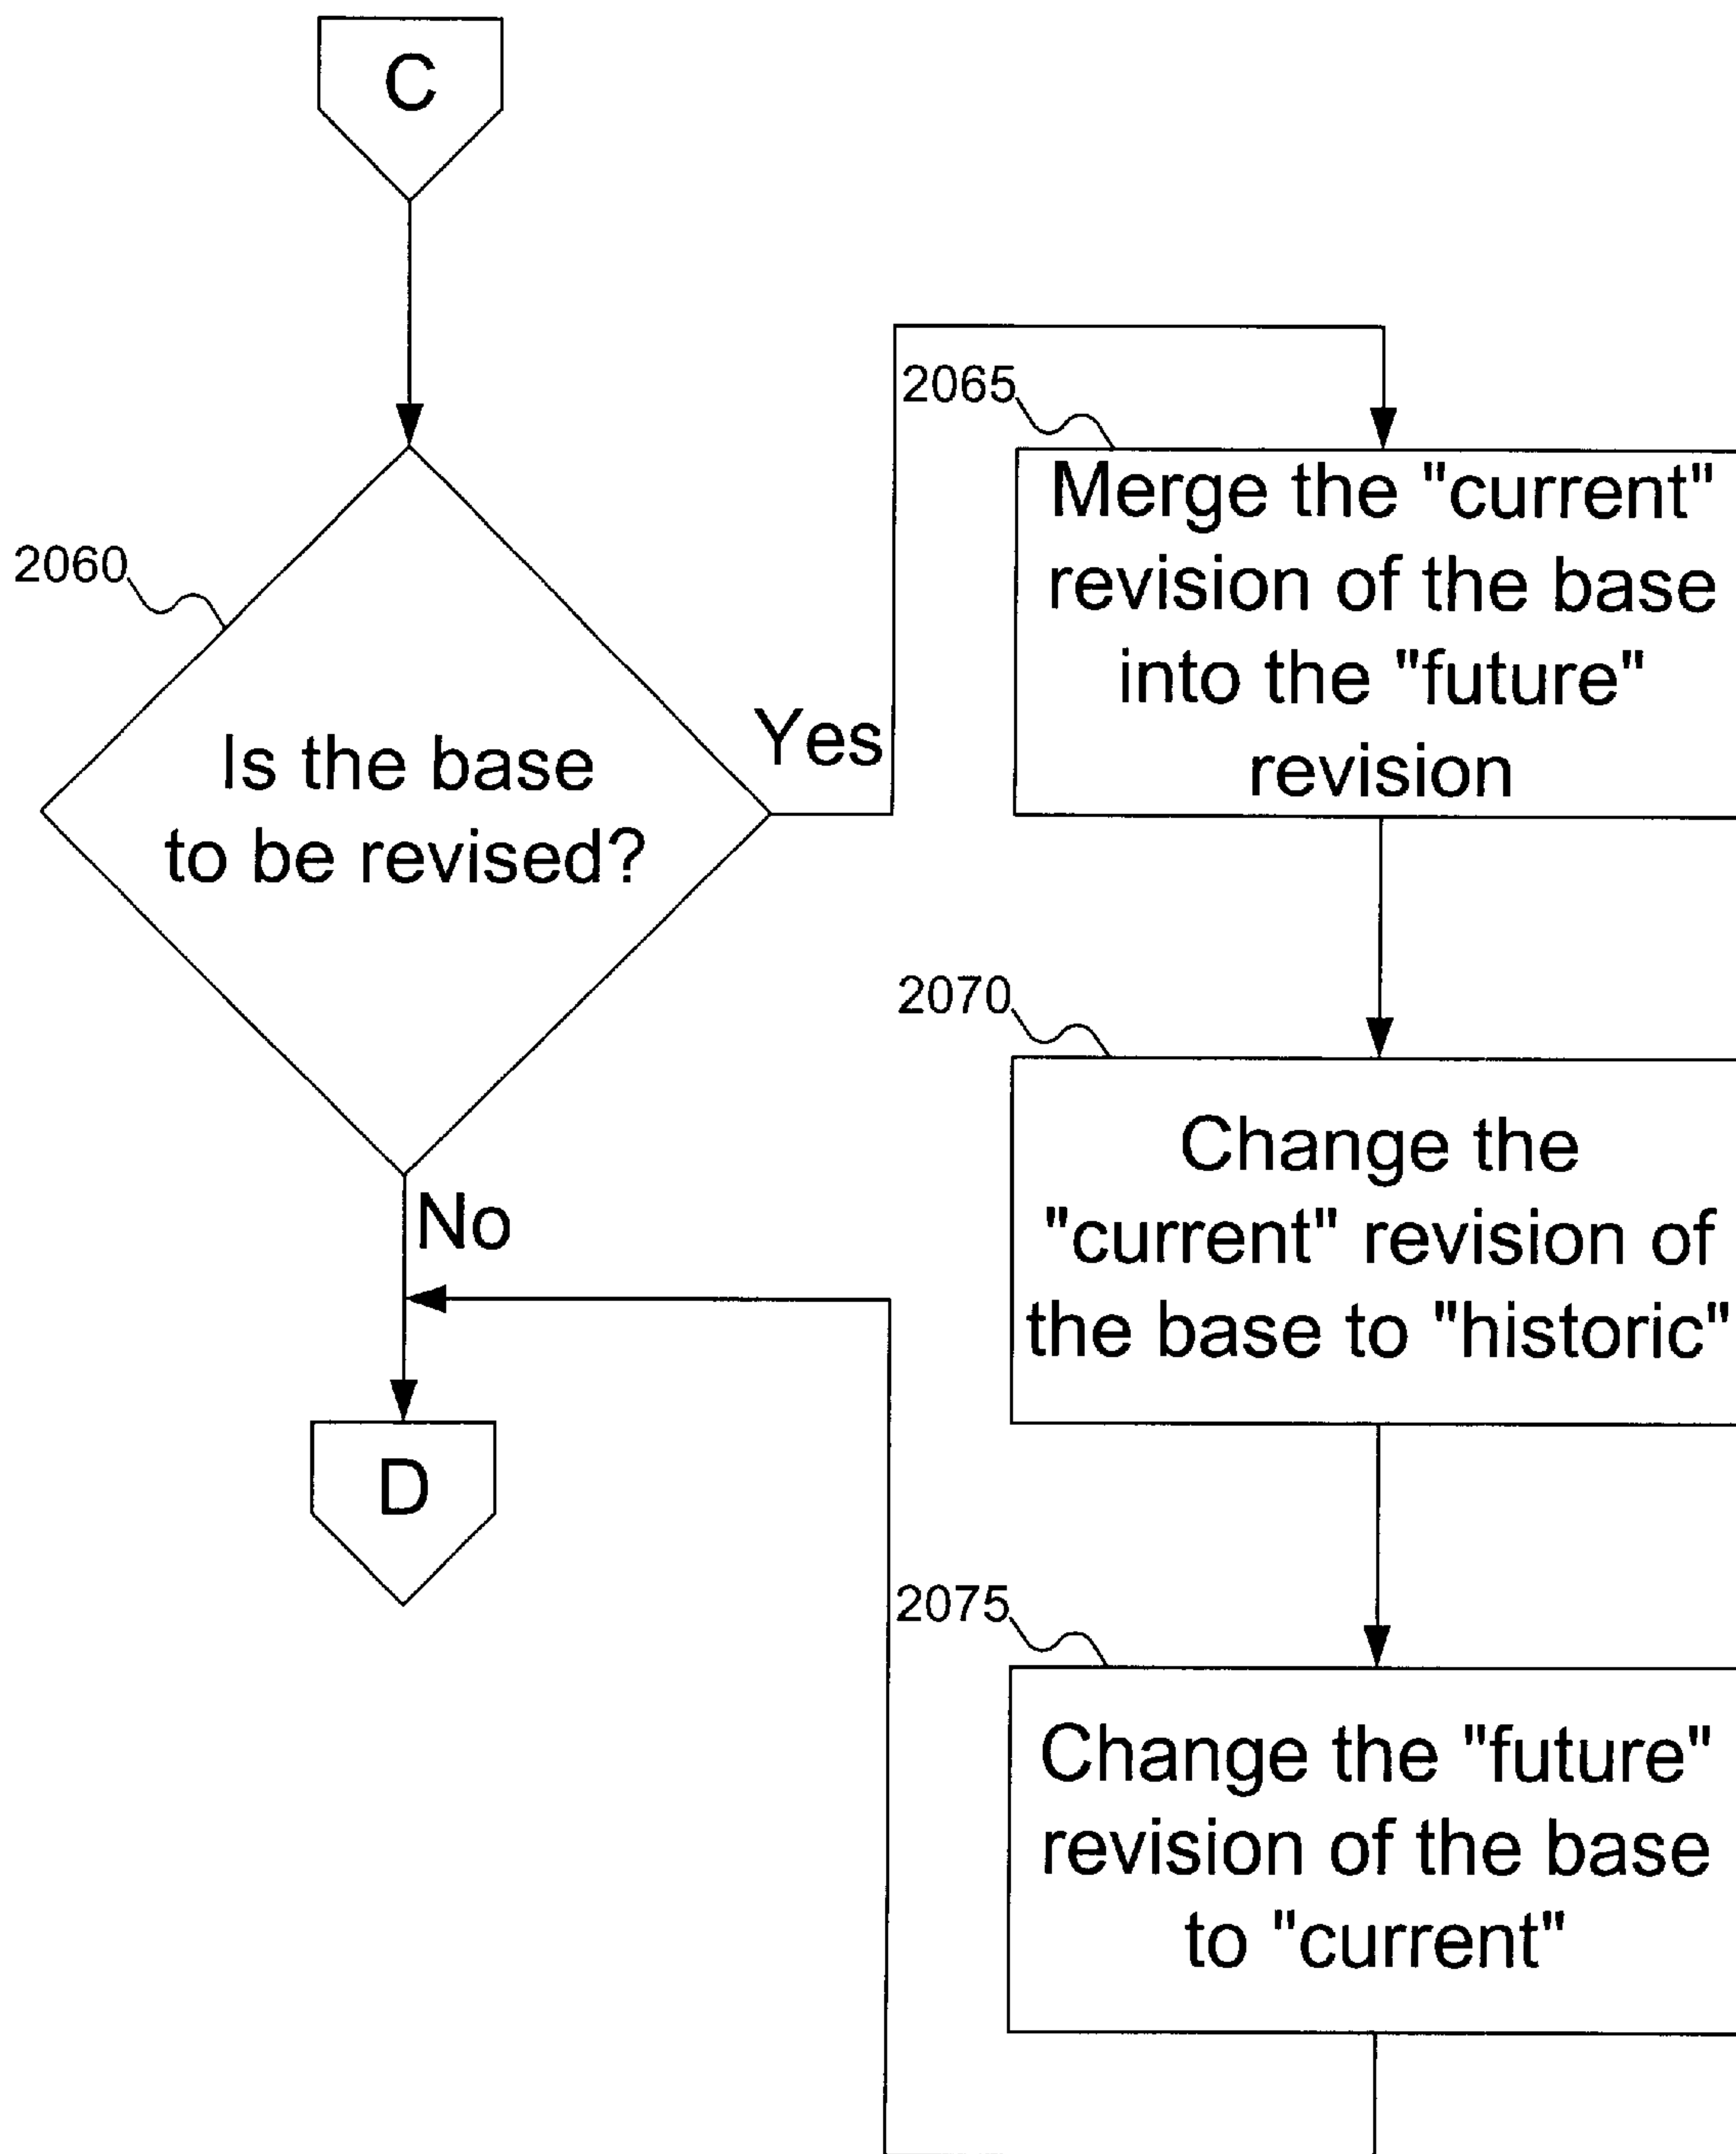 C
2060
Is the base
to be revised?
Yes
No
D
2065
Merge the "current"
revision of the base
into the "future"
revision
2070
Change the
"current" revision of
the base to "historic"
2075
Change the "future"
revision of the base
to "current"